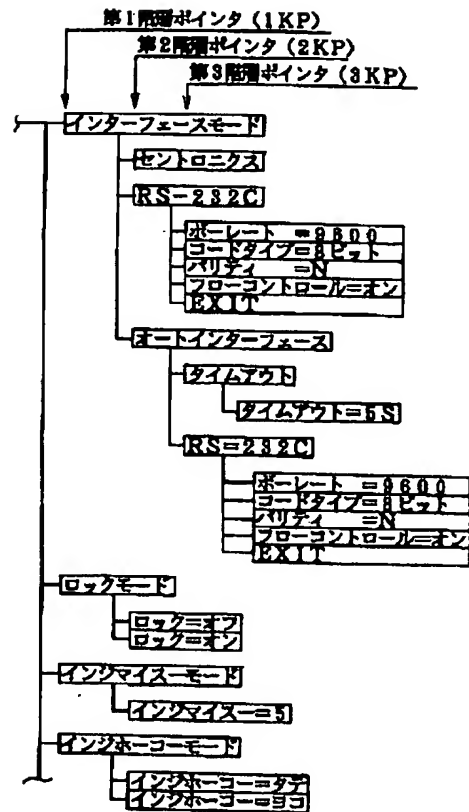 第1階層ポインタ(1KP)
第2階層ポインタ(2KP)
第3階層ポインタ(3KP)
インターフェースモード
セントロニクス
RS-232C
ボーレート =9600
コードタイプ=8ビット
パリティ =N
フローコントロール=オン
EXIT
オートインターフェース
タイムアウト
タイムアウト=5S
RS=232C
ボーレート =9600
コードタイプ=8ビット
パリティ =N
フローコントロール=オン
EXIT
ロックモード
ロック=オフ
ロック=オン
インジマイスーモード
インジマイスー=5
インジホーコーモード
インジホーコー=タテ
インジホーコー=ヨコ